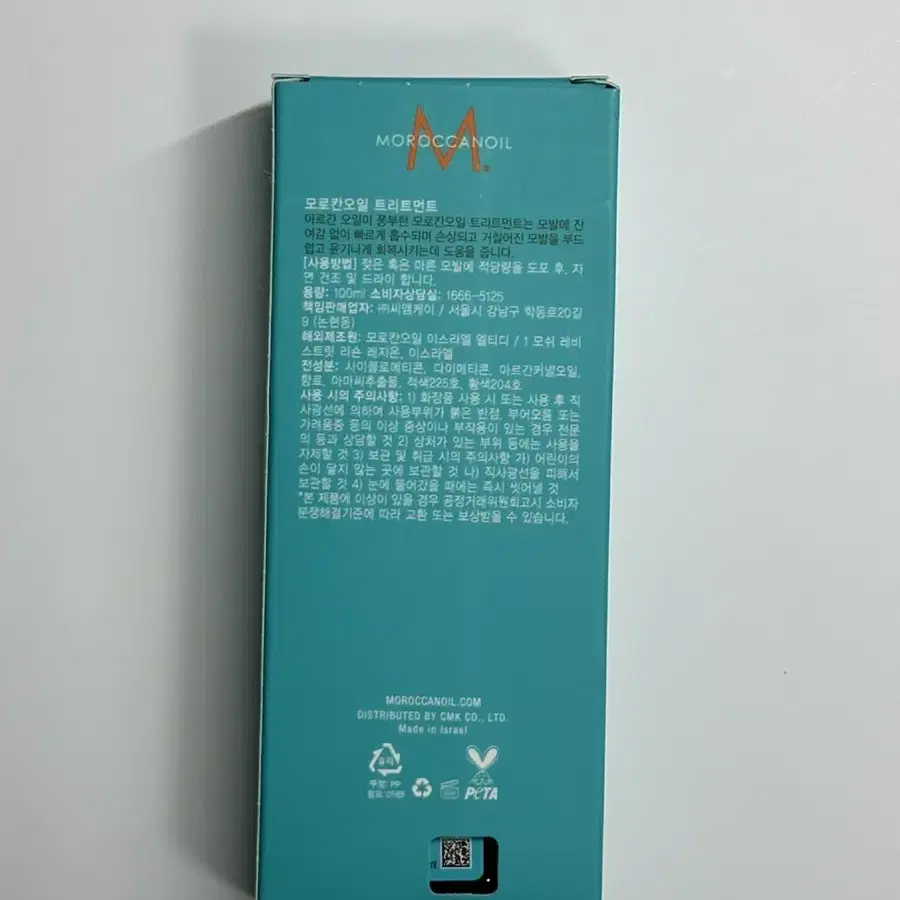 M
MOROCCANOIL
모로칸오일 트리트먼트
아르간 오일이 풍부한 모로칸오일 트리트먼트는 모발에 잔
여감 없이 빠르게 흡수되며 손상되고 거칠어진 모발을 부드
럽고 윤기나게 회복시키는데 도움을 줍니다.
[사용방법] 젖은 혹은 마른 모발에 적당량을 도포 후, 자
연 건조 및 드라이 합니다.
용량: 100ml 소비자상담실: 1666-5125
책임판매업자: ㈜씨엠케이 / 서울시 강남구 학동로20길
9 (논현동)
해외제조원: 모로칸오일 이스라엘 엘티디 / 1 모쉬 레비
스트릿 리숀 레지온, 이스라엘
전성분: 사이클로메티콘, 다이메티콘, 아르간커넬오일,
향료, 아마씨추출물, 적색225호, 황색204호
사용 시의 주의사항: 1) 화장품 사용 시 또는 사용 후 직
사광선에 의하여 사용부위가 붉은 반점, 부어오름 또는
가려움증 등의 이상 증상이나 부작용이 있는 경우 전문
의 등과 상담할 것 2) 상처가 있는 부위 등에는 사용을
자제할 것 3) 보관 및 취급 시의 주의사항 가) 어린이의
손이 닿지 않는 곳에 보관할 것 나) 직사광선을 피해서
보관할 것 4) 눈에 들어갔을 때에는 즉시 씻어낼 것
*본 제품에 이상이 있을 경우 공정거래위원회고시 소비자
분쟁해결기준에 따라 교환 또는 보상받을 수 있습니다.
MOROCCANOIL.COM
DISTRIBUTED BY CMK CO., LTD.
Made in Israel
유리
뚜껑: PP
펌프: OTHER
PETA